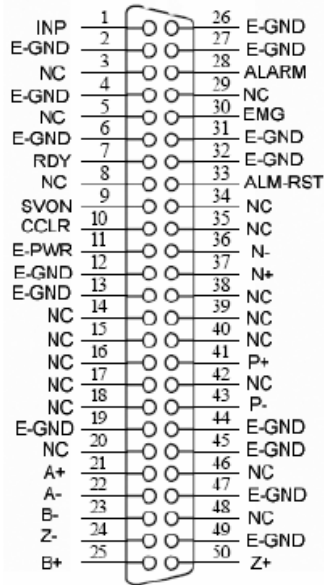 INP 1 26 E-GND
E-GND 2 27 E-GND
NC 3 28 ALARM
E-GND 4 29 NC
NC 5 30 EMG
E-GND 6 31 E-GND
RDY 7 32 E-GND
NC 8 33 ALM-RST
SVON 9 34 NC
CCLR 10 35 NC
E-PWR 11 36 N-
E-GND 12 37 N+
E-GND 13 38 NC
NC 14 39 NC
NC 15 40 NC
NC 16 41 P+
NC 17 42 NC
NC 18 43 P-
E-GND 19 44 E-GND
NC 20 45 E-GND
A+ 21 46 NC
A- 22 47 E-GND
B- 23 48 NC
Z- 24 49 E-GND
B+ 25 50 Z+